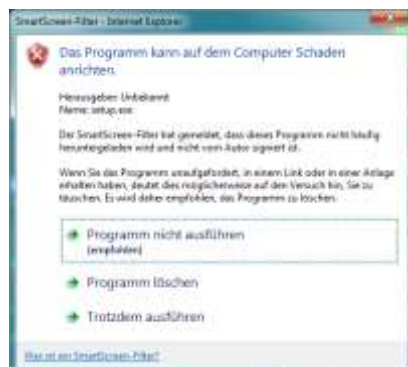 SmartScreen-Filter - Internet Explorer
Das Programm kann auf dem Computer Schaden
anrichten.
Herausgeber: Unbekannt
Name: setup.exe
Der SmartScreen-Filter hat gemeldet, dass dieses Programm nicht häufig
heruntergeladen wird und nicht vom Autor signiert ist.
Wenn Sie das Programm unaufgefordert, in einem Link oder in einer Anlage
erhalten haben, deutet dies möglicherweise auf den Versuch hin, Sie zu
täuschen. Es wird daher empfohlen, das Programm zu löschen.
Programm nicht ausführen
(empfohlen)
Programm löschen
Trotzdem ausführen
Was ist ein SmartScreen-Filter?